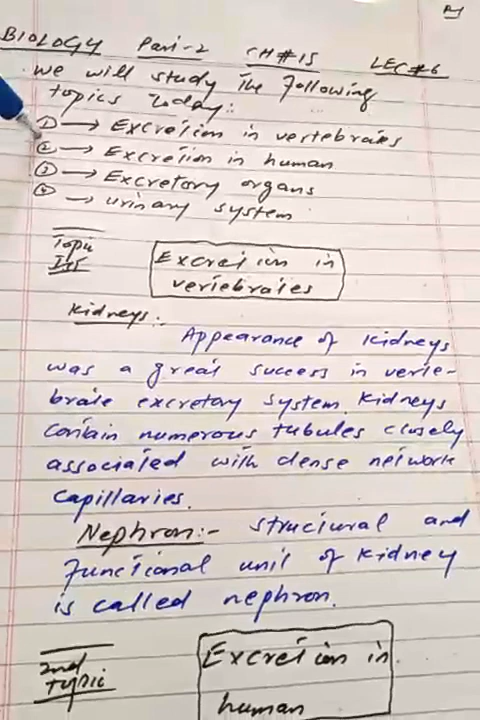 BIOLOGY Part-2 CH#15 LEC#6
we will study The Following
topics Today:
① → Excretion in vertebrates
② → Excretion in human
③ → Excretory organs
④ → urinary system
Topic
1st
Excretion in
vertebrates
Kidneys:-
Appearance of kidneys
was a great success in verte-
brate excretory system. Kidneys
contain numerous tubules closely
associated with dense network
capillaries.
Nephron:- structural and
functional unit of kidney
is called nephron.
2nd
Typic
Excretion in
human